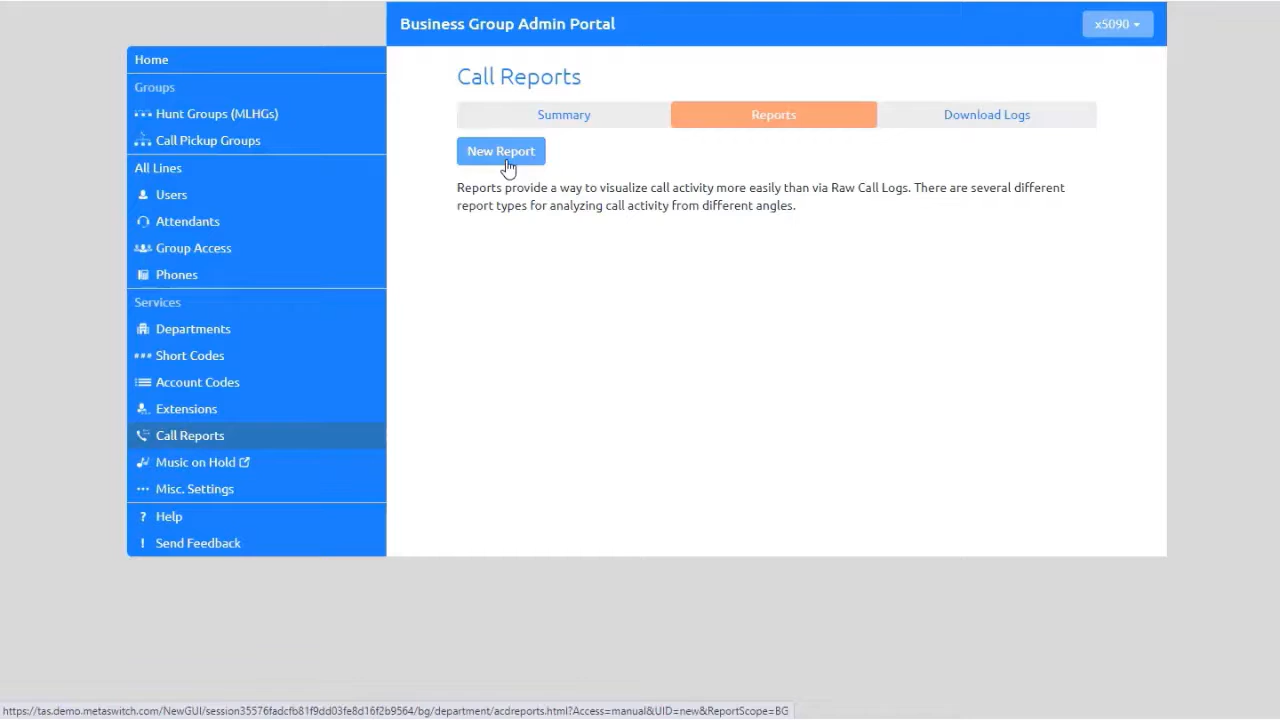 Business Group Admin Portal
x5090
Home
Groups
Hunt Groups (MLHGs)
Call Pickup Groups
All Lines
Users
Attendants
Group Access
Phones
Services
Departments
Short Codes
Account Codes
Extensions
Call Reports
Music on Hold
Misc. Settings
? Help
! Send Feedback
Call Reports
Summary
Reports
Download Logs
New Report
Reports provide a way to visualize call activity more easily than via Raw Call Logs. There are several different
report types for analyzing call activity from different angles.
https://tas.demo.metaswitch.com/NewGUI/session35576fadcfb81f9dd03fe8d16f2b9564/bg/department/acdreports.html?Access=manual&UID=new&ReportScope=BG